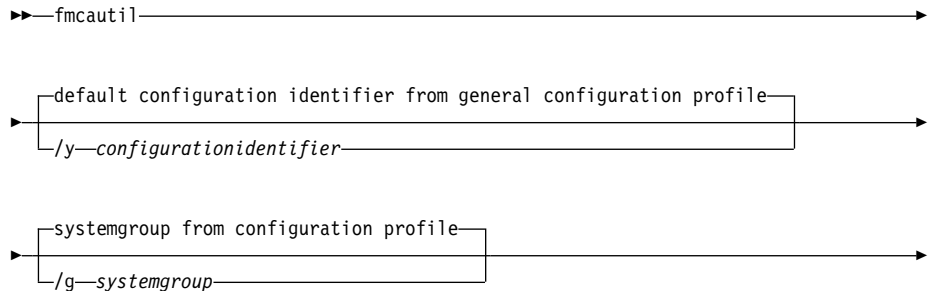 fmcautil
default configuration identifier from general configuration profile
/y configurationidentifier
systemgroup from configuration profile
/g systemgroup